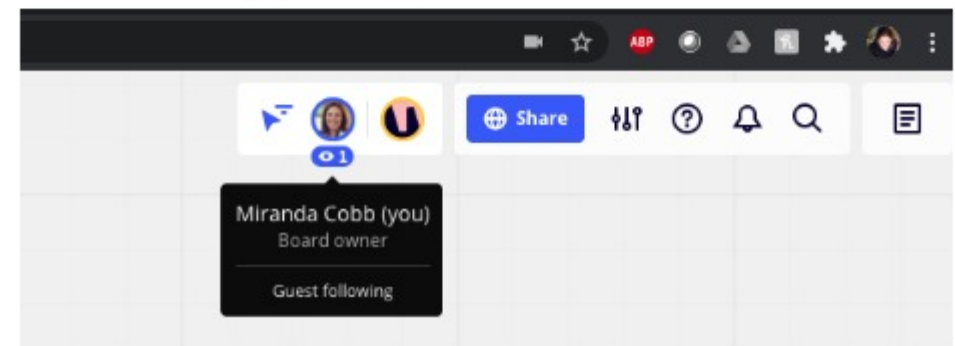 ABP
Share
1
Miranda Cobb (you)
Board owner
Guest following